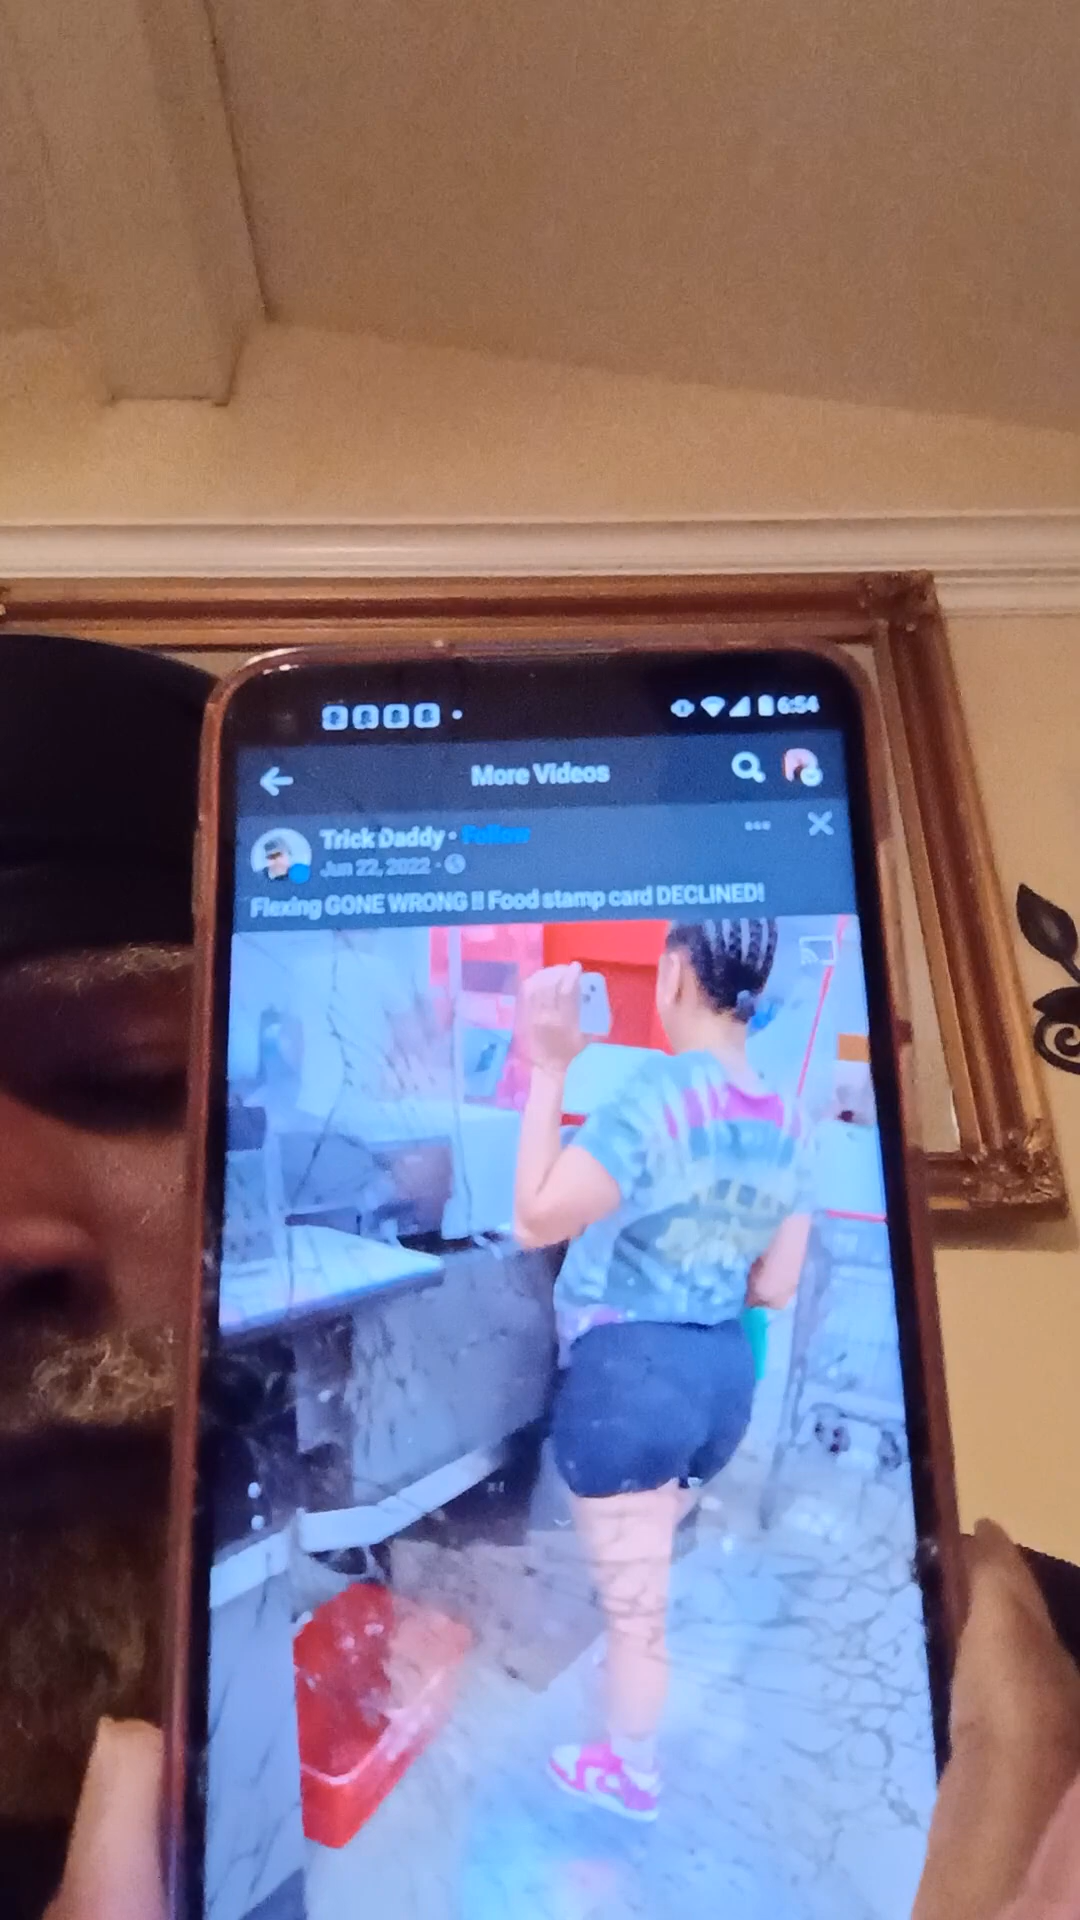 6:54
More Videos
Trick Daddy · Follow
Jun 22, 2022 ·
Flexing GONE WRONG !! Food stamp card DECLINED!